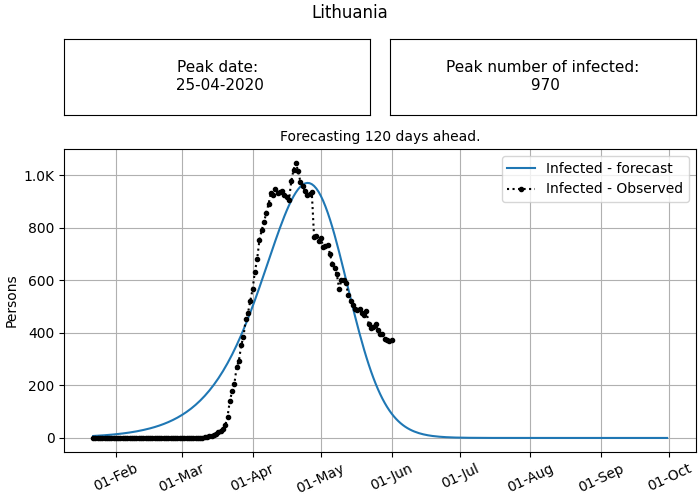 Lithuania
Peak date:
25-04-2020
Peak number of infected:
970
Forecasting 120 days ahead.
Infected - forecast
Infected - Observed
Persons
1.0K
800
600
400
200
0
01-Feb
01-Mar
01-Apr
01-May
01-Jun
01-Jul
01-Aug
01-Sep
01-Oct